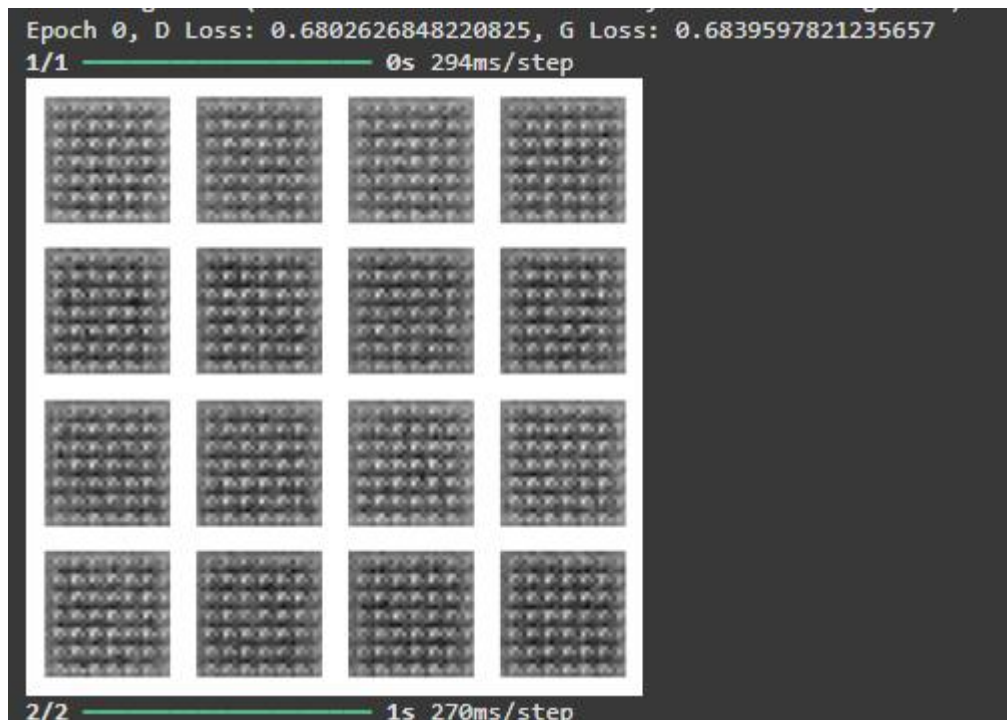 Epoch 0, D Loss: 0.6802626848220825, G Loss: 0.6839597821235657
1/1 ━━━━━━━━━━━━━━━━━━━━ 0s 294ms/step
2/2 ━━━━━━━━━━━━━━━━━━━━ 1s 270ms/step